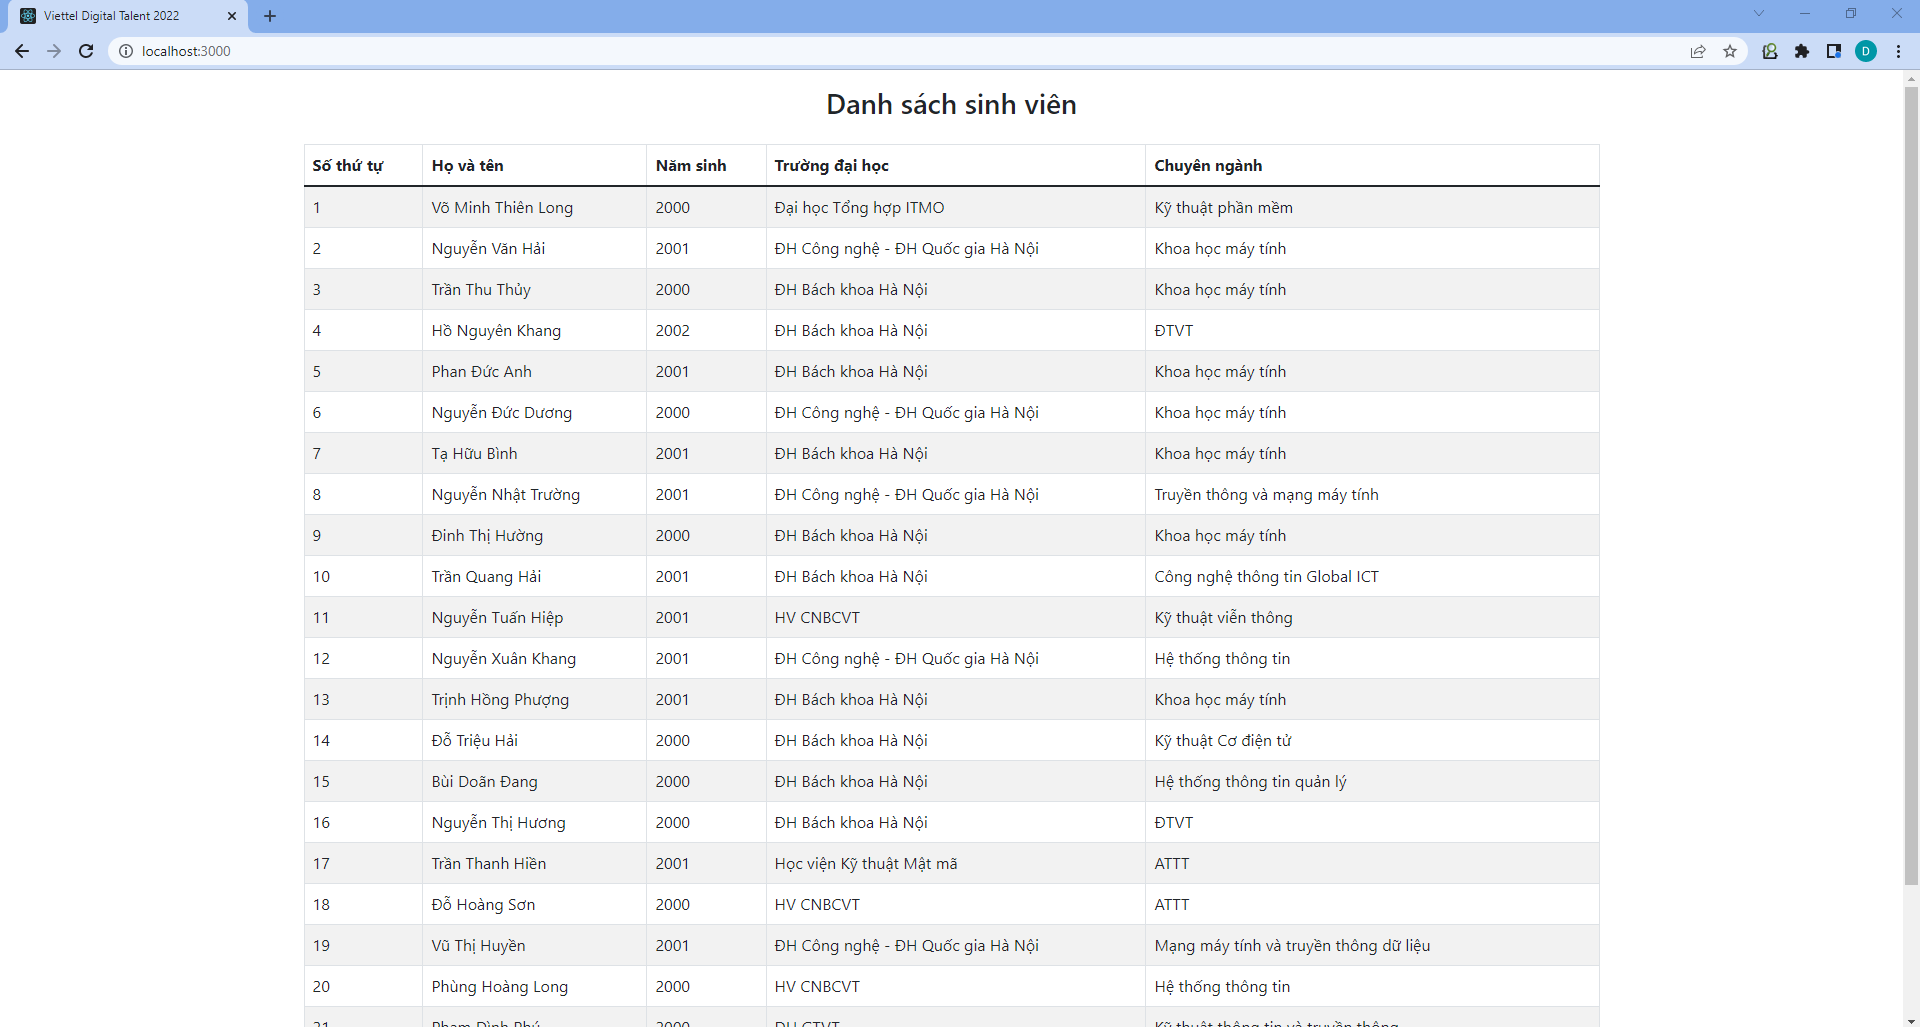 Viettel Digital Talent 2022
localhost:3000
D
Danh sách sinh viên
Số thứ tự Họ và tên Năm sinh Trường đại học Chuyên ngành
1 Võ Minh Thiên Long 2000 Đại học Tổng hợp ITMO Kỹ thuật phần mềm
2 Nguyễn Văn Hải 2001 ĐH Công nghệ - ĐH Quốc gia Hà Nội Khoa học máy tính
3 Trần Thu Thủy 2000 ĐH Bách khoa Hà Nội Khoa học máy tính
4 Hồ Nguyên Khang 2002 ĐH Bách khoa Hà Nội ĐTVT
5 Phan Đức Anh 2001 ĐH Bách khoa Hà Nội Khoa học máy tính
6 Nguyễn Đức Dương 2000 ĐH Công nghệ - ĐH Quốc gia Hà Nội Khoa học máy tính
7 Tạ Hữu Bình 2001 ĐH Bách khoa Hà Nội Khoa học máy tính
8 Nguyễn Nhật Trường 2001 ĐH Công nghệ - ĐH Quốc gia Hà Nội Truyền thông và mạng máy tính
9 Đinh Thị Hường 2000 ĐH Bách khoa Hà Nội Khoa học máy tính
10 Trần Quang Hải 2001 ĐH Bách khoa Hà Nội Công nghệ thông tin Global ICT
11 Nguyễn Tuấn Hiệp 2001 HV CNBCVT Kỹ thuật viễn thông
12 Nguyễn Xuân Khang 2001 ĐH Công nghệ - ĐH Quốc gia Hà Nội Hệ thống thông tin
13 Trịnh Hồng Phượng 2001 ĐH Bách khoa Hà Nội Khoa học máy tính
14 Đỗ Triệu Hải 2000 ĐH Bách khoa Hà Nội Kỹ thuật Cơ điện tử
15 Bùi Doãn Đang 2000 ĐH Bách khoa Hà Nội Hệ thống thông tin quản lý
16 Nguyễn Thị Hương 2000 ĐH Bách khoa Hà Nội ĐTVT
17 Trần Thanh Hiền 2001 Học viện Kỹ thuật Mật mã ATTT
18 Đỗ Hoàng Sơn 2000 HV CNBCVT ATTT
19 Vũ Thị Huyền 2001 ĐH Công nghệ - ĐH Quốc gia Hà Nội Mạng máy tính và truyền thông dữ liệu
20 Phùng Hoàng Long 2000 HV CNBCVT Hệ thống thông tin
21 Phạm Đình Phú 2000 ĐH GTVT Kỹ thuật thông tin và truyền thông